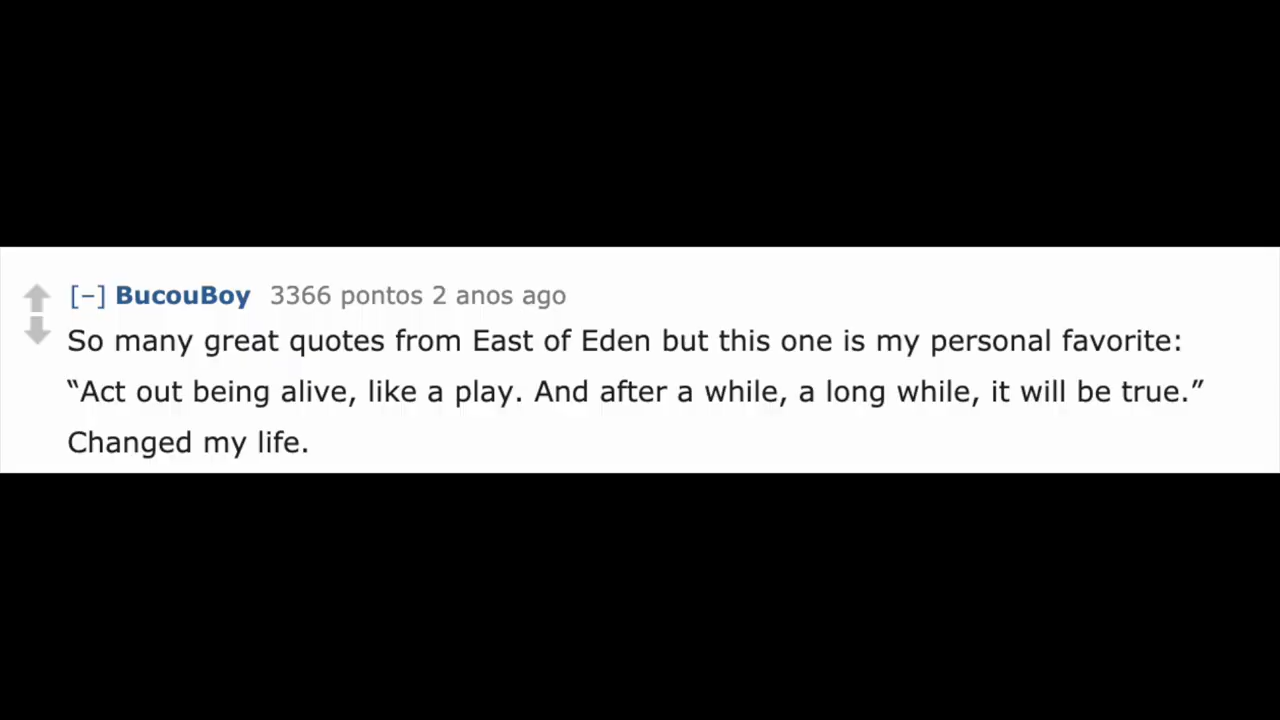 [–] BucouBoy 3366 pontos 2 anos ago
So many great quotes from East of Eden but this one is my personal favorite:
“Act out being alive, like a play. And after a while, a long while, it will be true.”
Changed my life.